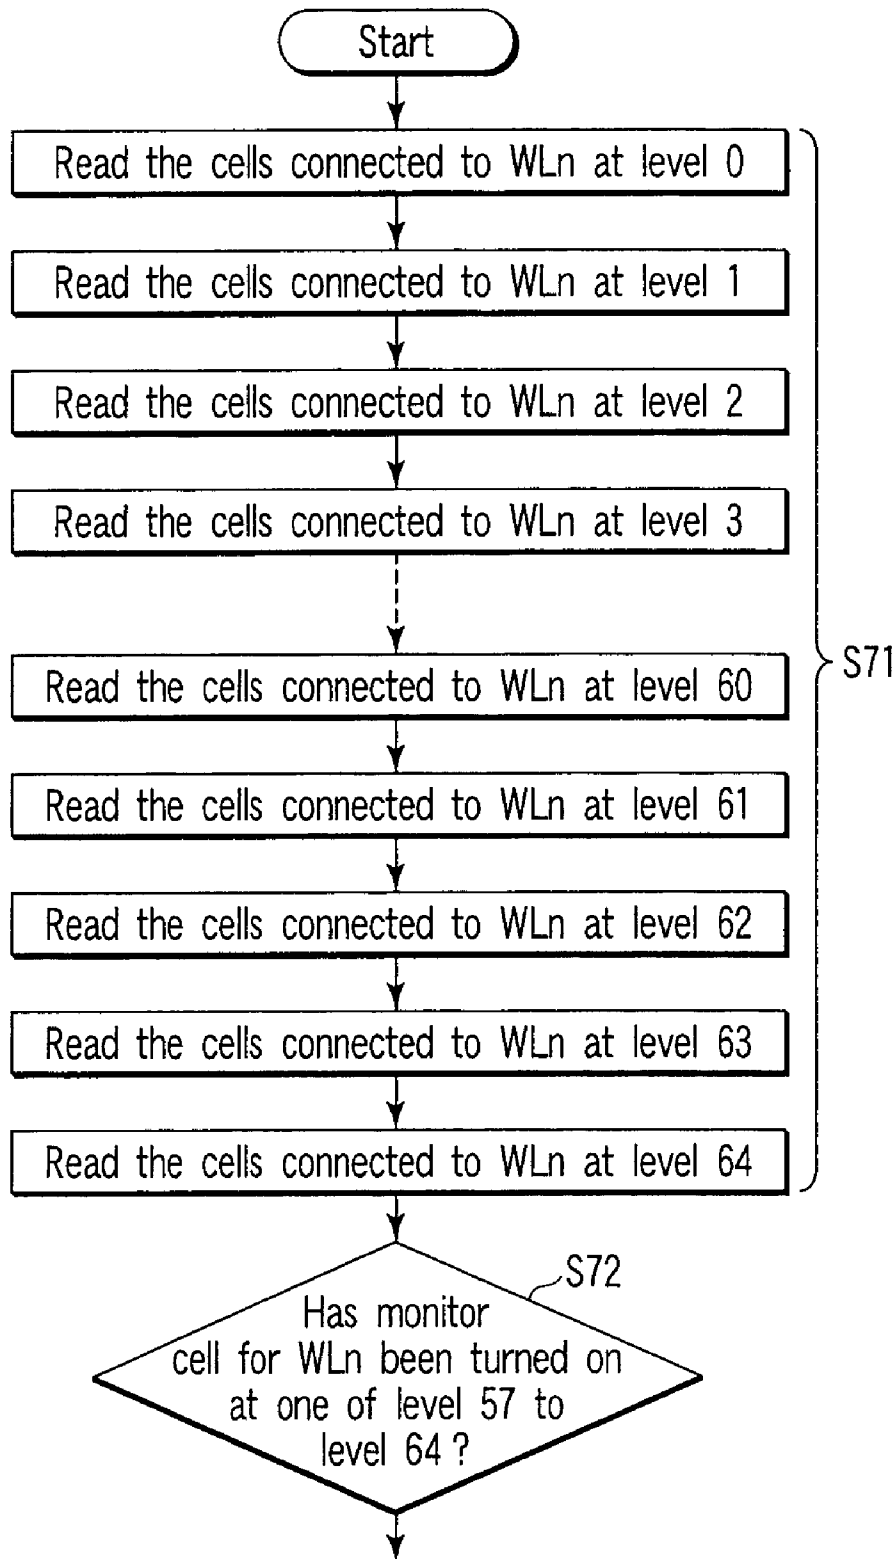 Start
Read the cells connected to WLn at level 0
Read the cells connected to WLn at level 1
Read the cells connected to WLn at level 2
Read the cells connected to WLn at level 3
S71
Read the cells connected to WLn at level 60
Read the cells connected to WLn at level 61
Read the cells connected to WLn at level 62
Read the cells connected to WLn at level 63
Read the cells connected to WLn at level 64
S72
Has monitor
cell for WLn been turned on
at one of level 57 to
level 64 ?